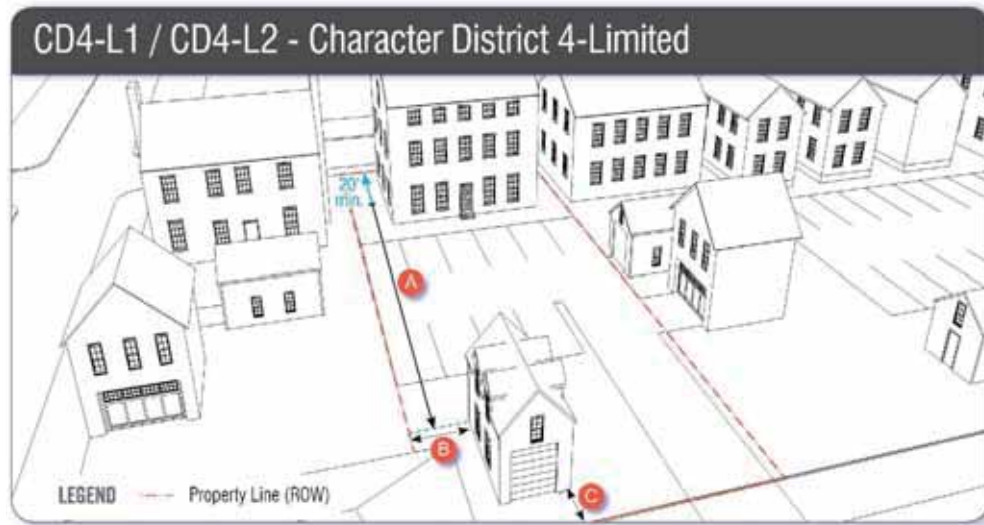 CD4-L1 / CD4-L2 - Character District 4-Limited
20'
min.
A
B
C
LEGEND
Property Line (ROW)